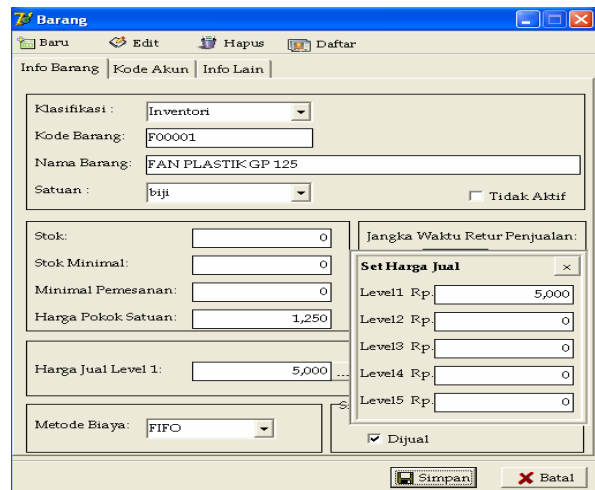 Barang
Baru Edit Hapus Daftar
Info Barang Kode Akun Info Lain
Klasifikasi : Inventori
Kode Barang: F00001
Nama Barang: FAN PLASTIK GP 125
Satuan : biji
Tidak Aktif
Stok: 0
Jangka Waktu Retur Penjualan:
Stok Minimal: 0
Minimal Pemesanan: 0
Harga Pokok Satuan: 1,250
Set Harga Jual
Level1 Rp. 5,000
Level2 Rp. 0
Level3 Rp. 0
Level4 Rp. 0
Level5 Rp. 0
Harga Jual Level 1: 5,000 ...
Metode Biaya: FIFO
Dijual
Simpan Batal